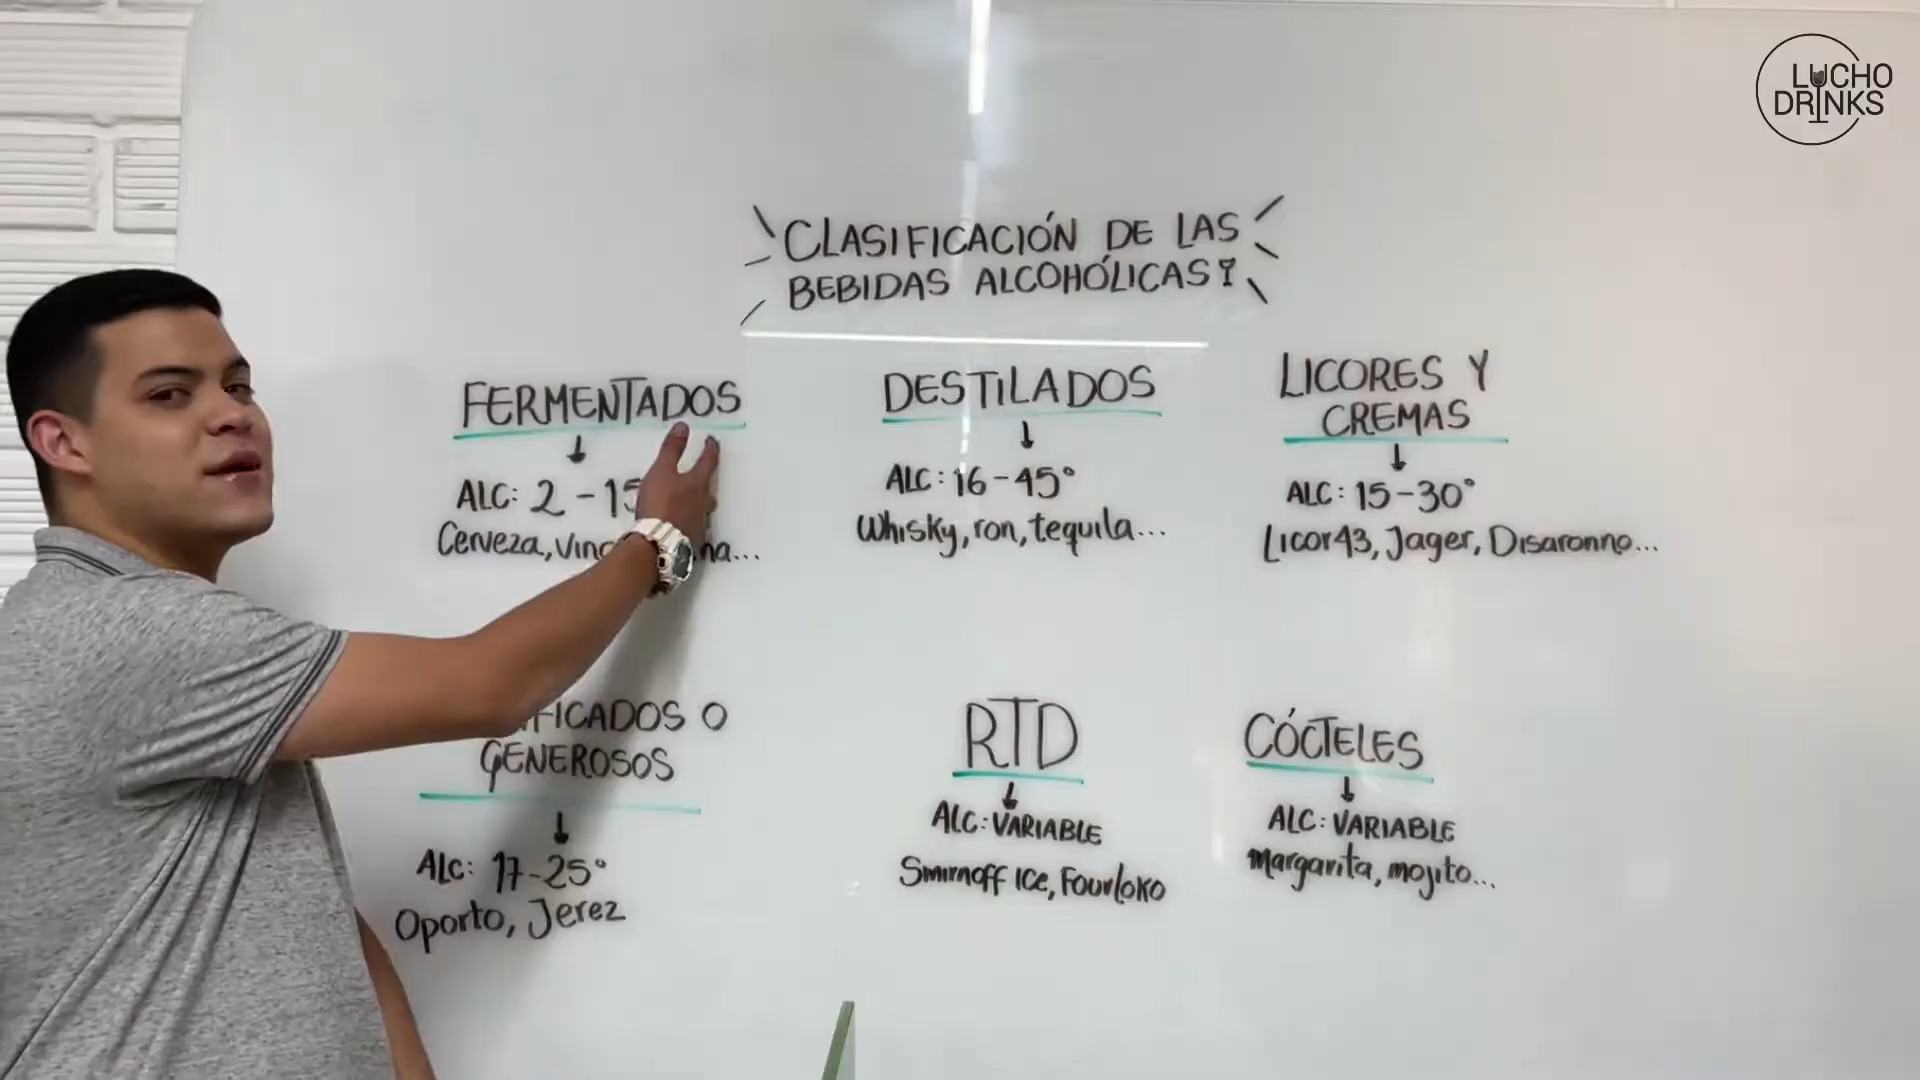 LUCHO
DRINKS
CLASIFICACIÓN DE LAS
BEBIDAS ALCOHÓLICAS
FERMENTADOS
ALC: 2 - 15
Cerveza,
DESTILADOS
ALC: 16-45°
Whisky, ron, tequila...
LICORES Y
CREMAS
ALC: 15-30°
Licor43, Jager, Disaronno...
O
GENEROSOS
ALC: 17-25°
Oporto, Jerez
RTD
ALC: VARIABLE
Smirnoff ICe, Fourloko
CÓCTELES
ALC: VARIABLE
margarita, mojito...